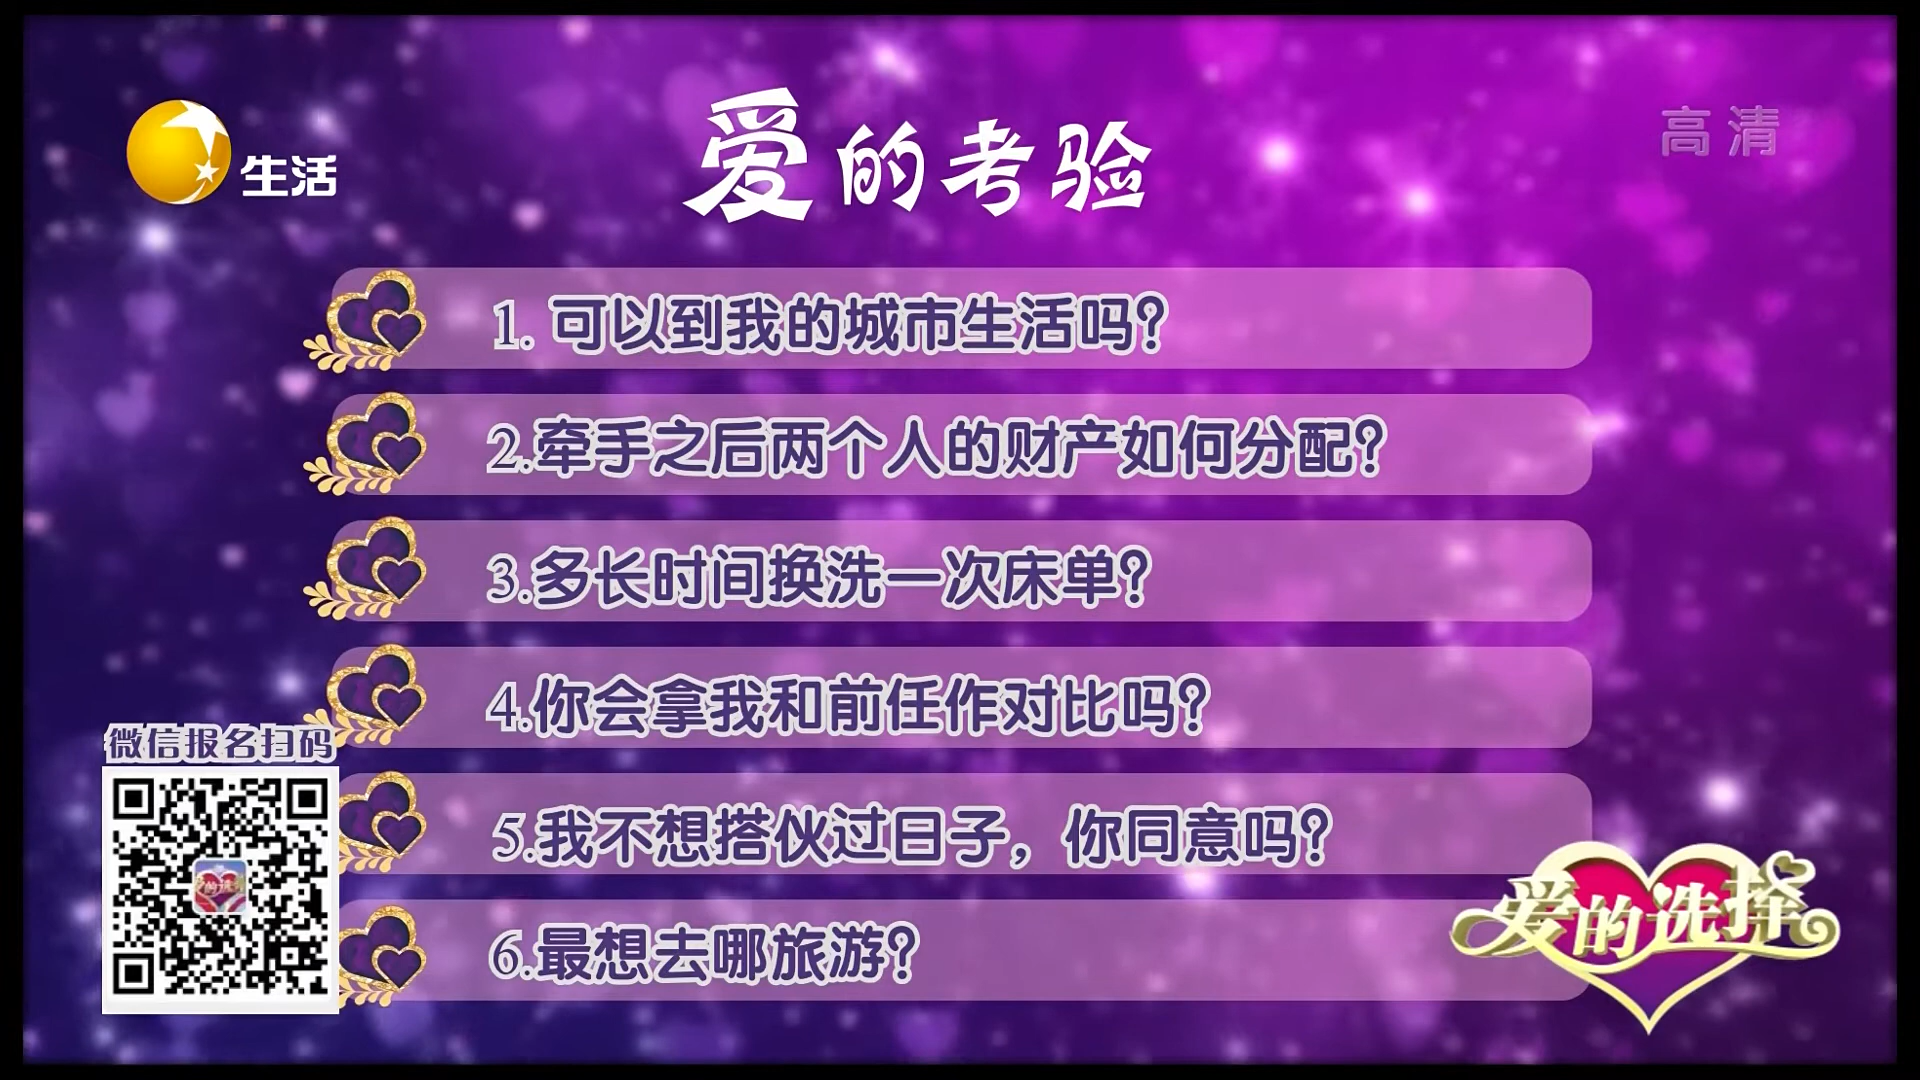 生活
爱的考验
高清
1. 可以到我的城市生活吗？
2.牵手之后两个人的财产如何分配？
3.多长时间换洗一次床单？
4.你会拿我和前任作对比吗？
5.我不想搭伙过日子，你同意吗？
6.最想去哪旅游？
微信报名扫码
爱的选择
爱的选择